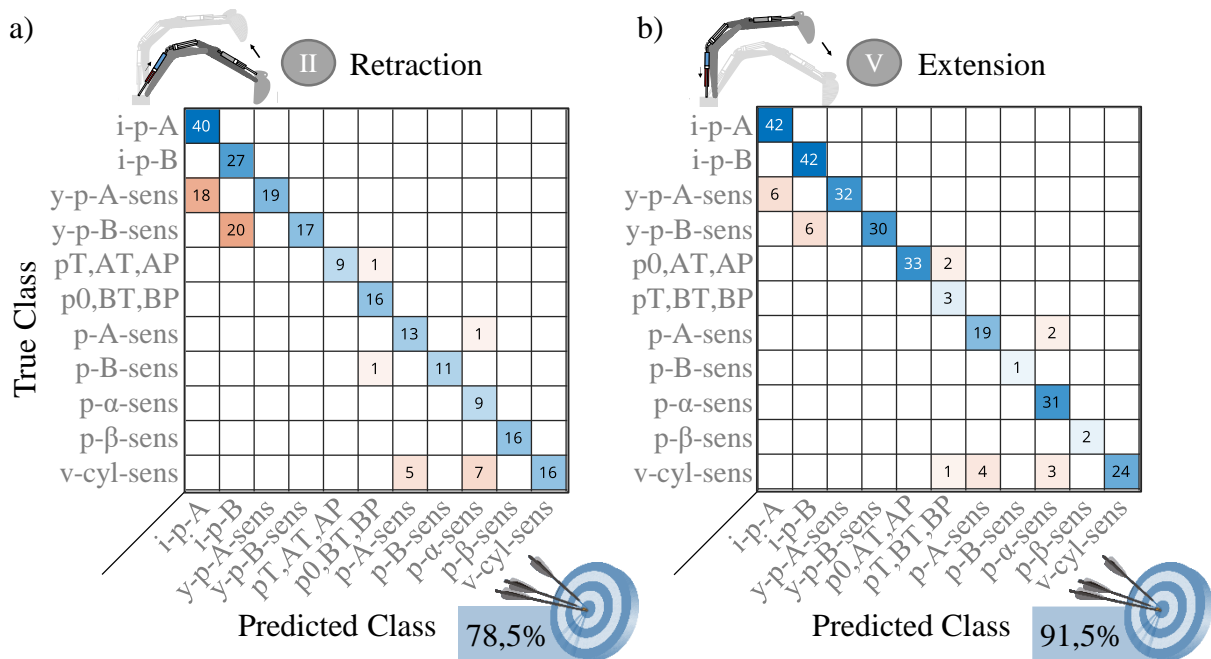 a)
II Retraction
True Class
i-p-A 40
i-p-B 27
y-p-A-sens 18 19
y-p-B-sens 20 17
pT,AT,AP 9 1
p0,BT,BP 16
p-A-sens 13 1
p-B-sens 1 11
p-α-sens 9
p-β-sens 16
v-cyl-sens 5 7 16
i-p-A
i-p-B
y-p-A-sens
y-p-B-sens
pT,AT,AP
p0,BT,BP
p-A-sens
p-B-sens
p-α-sens
p-β-sens
v-cyl-sens
Predicted Class
78,5%
b)
V Extension
i-p-A 42
i-p-B 42
y-p-A-sens 6 32
y-p-B-sens 6 30
p0,AT,AP 33 2
pT,BT,BP 3
p-A-sens 19 2
p-B-sens 1
p-α-sens 31
p-β-sens 2
v-cyl-sens 1 4 3 24
i-p-A
i-p-B
y-p-A-sens
y-p-B-sens
p0,AT,AP
pT,BT,BP
p-A-sens
p-B-sens
p-α-sens
p-β-sens
v-cyl-sens
Predicted Class
91,5%